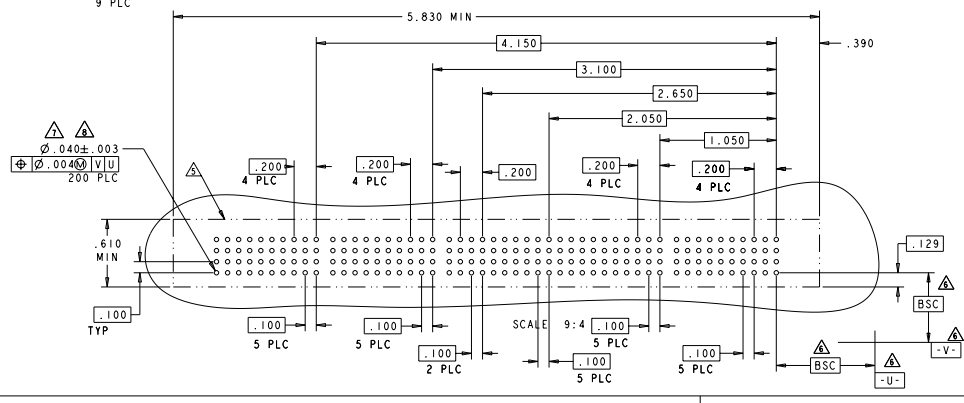 9 PLC
5.830 MIN
4.150
.390
3.100
2.650
2.050
1.050
7 8
Ø.040±.003
⌖ Ø.004Ⓜ V U
200 PLC
5
.200
4 PLC
.200
4 PLC
.200
.200
4 PLC
.200
4 PLC
.610
MIN
.129
.100
TYP
6
BSC
.100
5 PLC
.100
5 PLC
SCALE 9:4
.100
5 PLC
6
-V-
.100
2 PLC
.100
5 PLC
.100
5 PLC
6
BSC
6
-U-